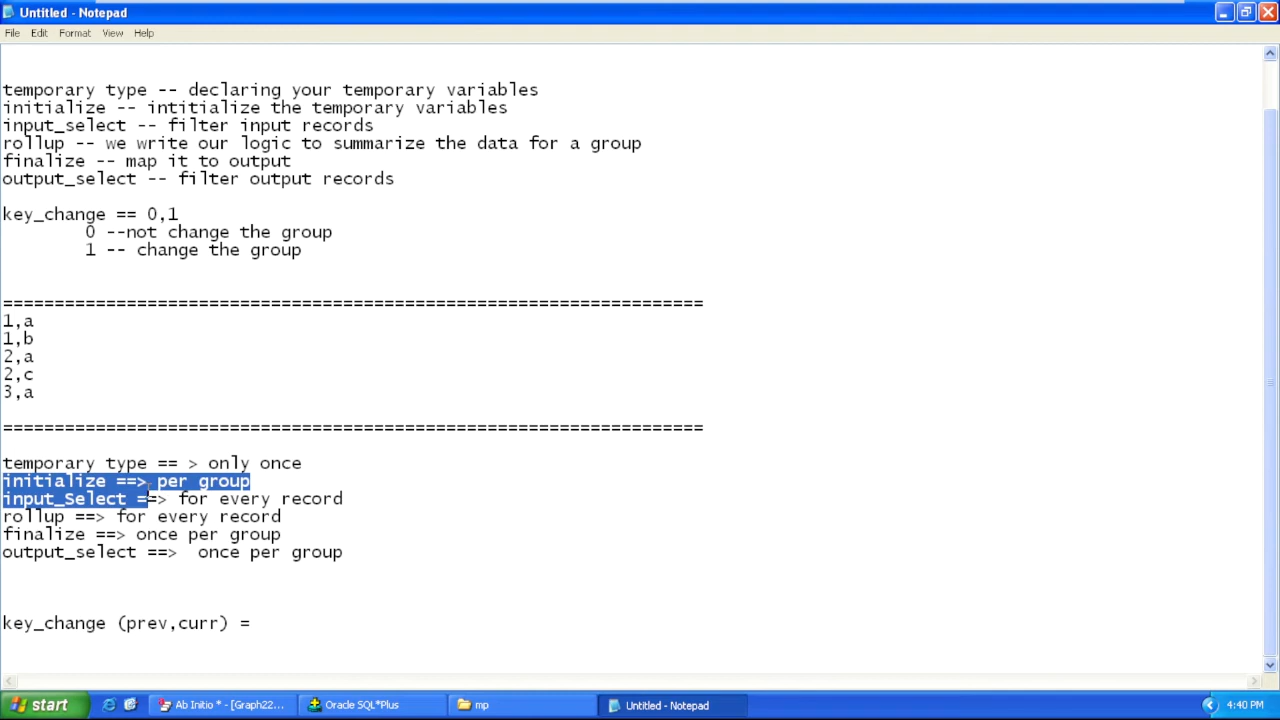 Untitled - Notepad
File Edit Format View Help
temporary type -- declaring your temporary variables
initialize -- intitialize the temporary variables
input_select -- filter input records
rollup -- we write our logic to summarize the data for a group
finalize -- map it to output
output_select -- filter output records
key_change == 0,1
0 --not change the group
1 -- change the group
====================================================================
1,a
1,b
2,a
2,c
3,a
====================================================================
temporary type == > only once
initialize ==> per group
input_Select ==> for every record
rollup ==> for every record
finalize ==> once per group
output_select ==>  once per group
key_change (prev,curr) =
start Ab Initio * - [Graph22... Oracle SQL*Plus mp Untitled - Notepad 4:40 PM